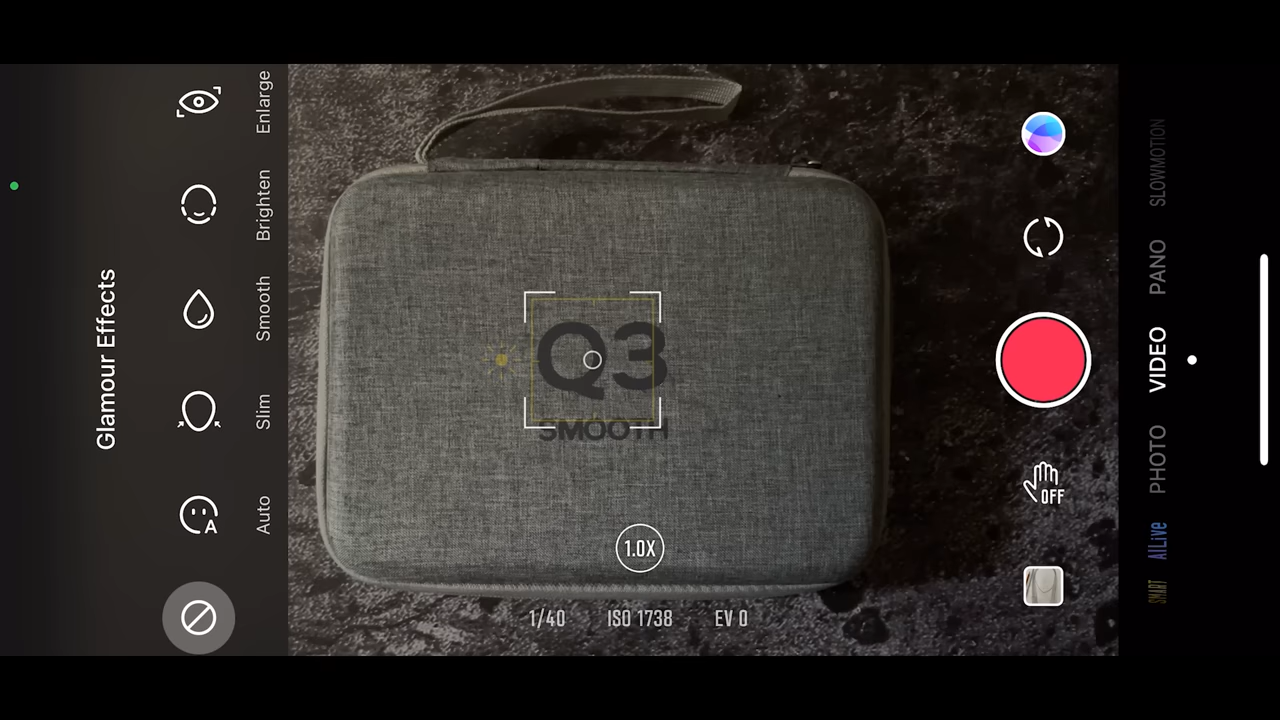 Glamour Effects
Enlarge
Brighten
Smooth
Slim
Auto
A
Q3
SMOOTH
1.0X
1/40 ISO 1738 EV 0
OFF
SLOWMOTION
PANO
VIDEO
PHOTO
AILive
SMART